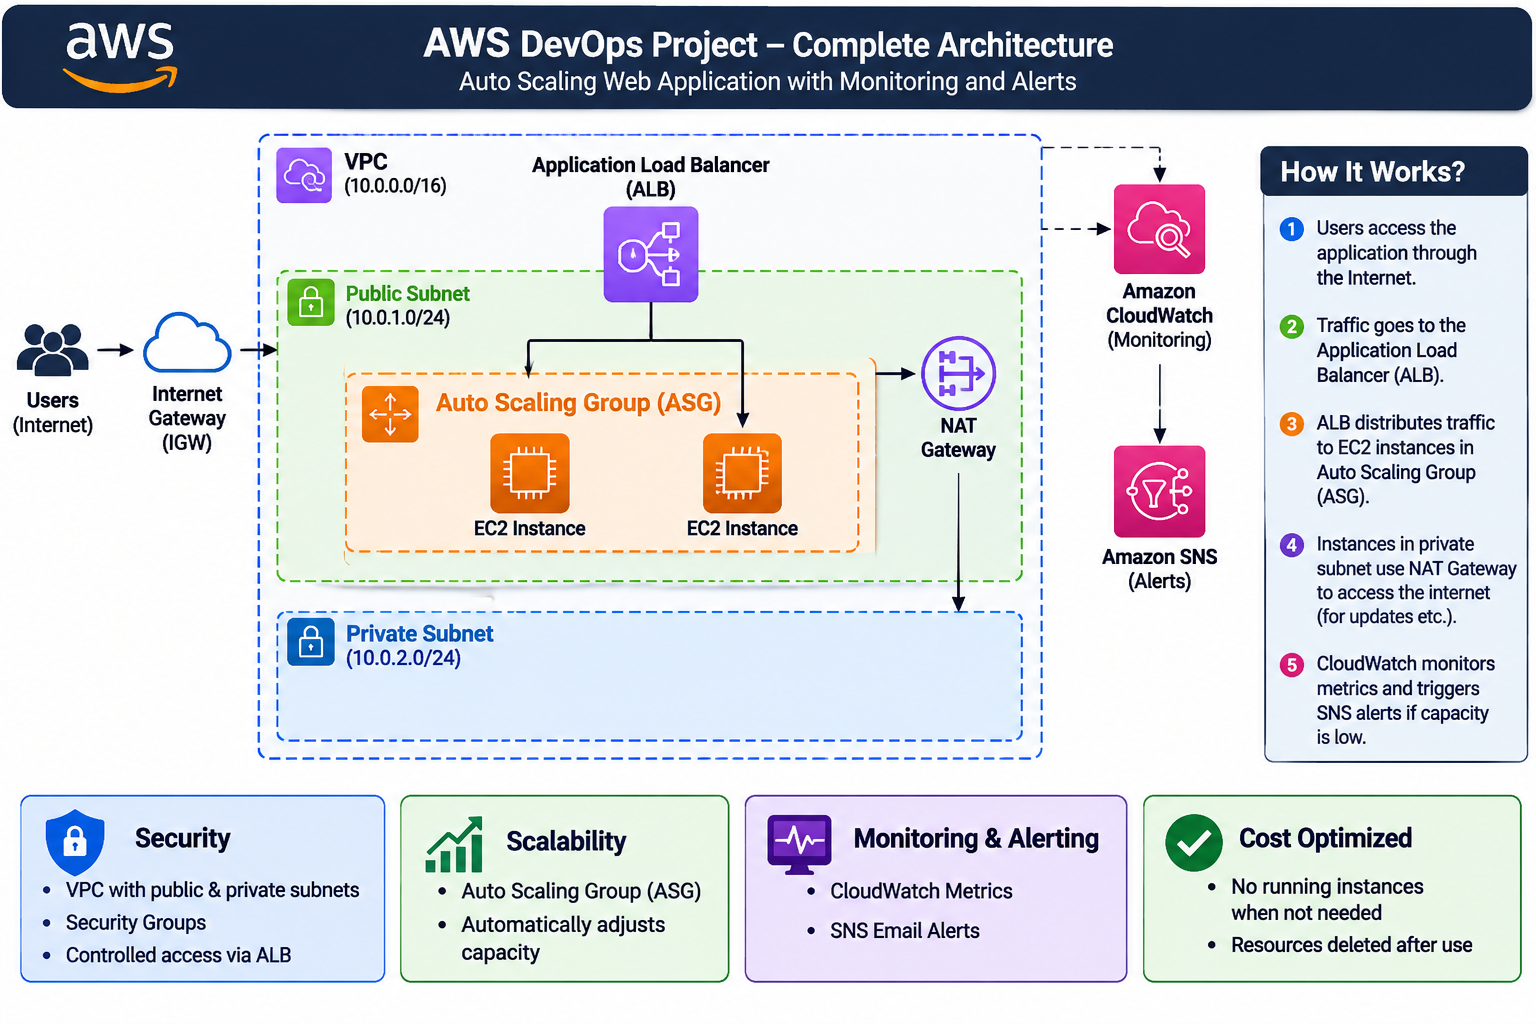 aws
AWS DevOps Project – Complete Architecture
Auto Scaling Web Application with Monitoring and Alerts
VPC
(10.0.0.0/16)
Application Load Balancer
(ALB)
Public Subnet
(10.0.1.0/24)
Users
(Internet)
Internet
Gateway
(IGW)
Auto Scaling Group (ASG)
EC2 Instance
EC2 Instance
NAT
Gateway
Private Subnet
(10.0.2.0/24)
Amazon
CloudWatch
(Monitoring)
Amazon SNS
(Alerts)
How It Works?
1 Users access the
application through
the Internet.
2 Traffic goes to the
Application Load
Balancer (ALB).
3 ALB distributes traffic
to EC2 instances in
Auto Scaling Group
(ASG).
4 Instances in private
subnet use NAT Gateway
to access the internet
(for updates etc.).
5 CloudWatch monitors
metrics and triggers
SNS alerts if capacity
is low.
Security
• VPC with public & private subnets
• Security Groups
• Controlled access via ALB
Scalability
• Auto Scaling Group (ASG)
• Automatically adjusts
capacity
Monitoring & Alerting
• CloudWatch Metrics
• SNS Email Alerts
Cost Optimized
• No running instances
when not needed
• Resources deleted after use